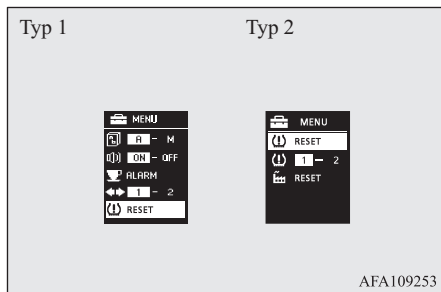 Typ 1
Typ 2
MENU
A - M
ON - OFF
ALARM
1 - 2
(!) RESET
MENU
(!) RESET
(!) 1 - 2
RESET
AFA109253